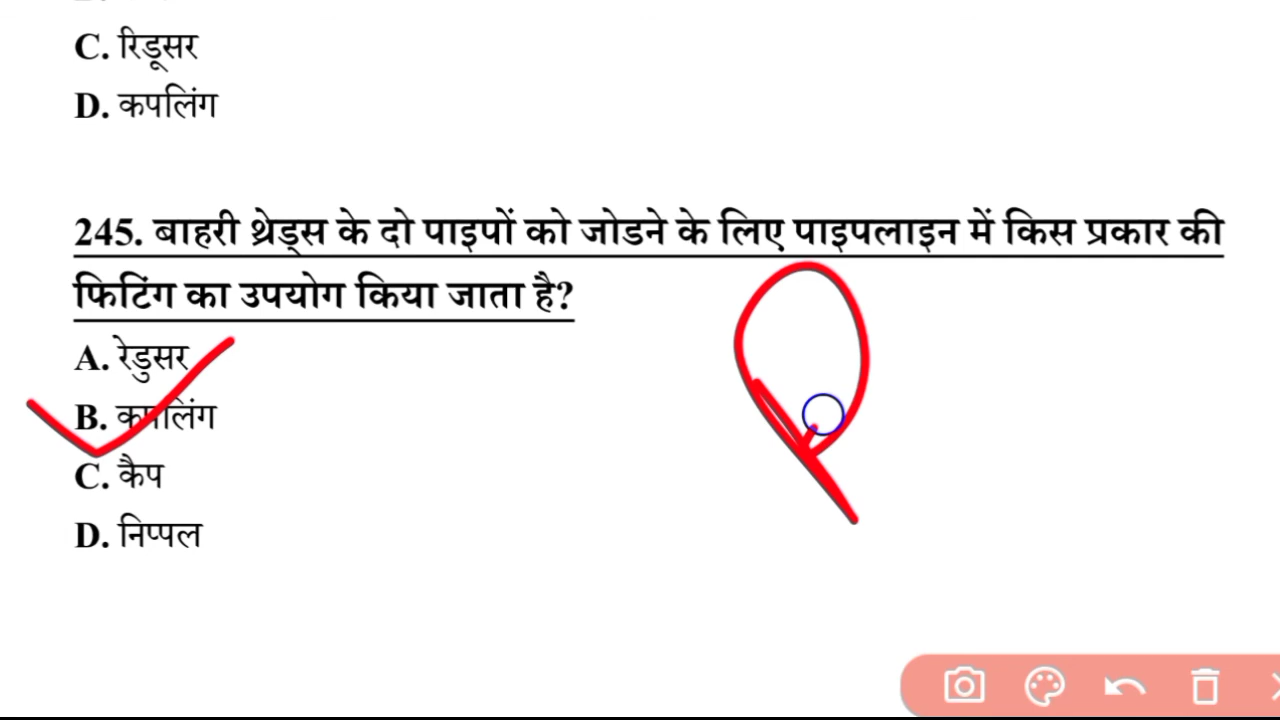 C. रिडूसर
D. कपलिंग
245. बाहरी थ्रेड्स के दो पाइपों को जोडने के लिए पाइपलाइन में किस प्रकार की
फिटिंग का उपयोग किया जाता है?
A. रेडुसर
B. कपलिंग
C. कैप
D. निप्पल